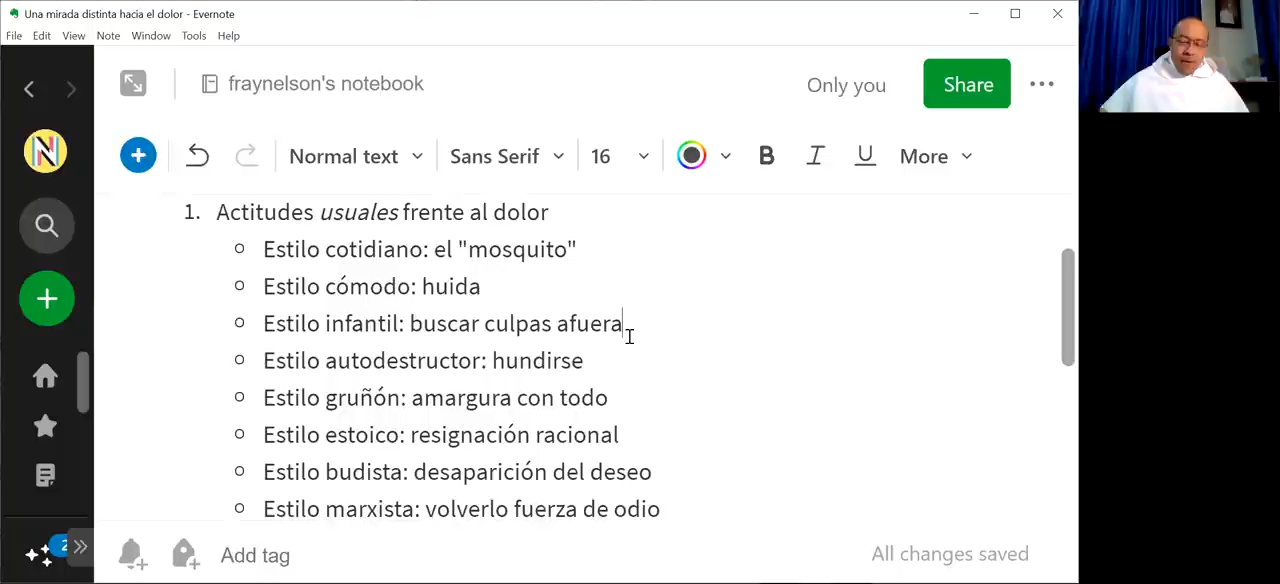 Una mirada distinta hacia el dolor - Evernote
File Edit View Note Window Tools Help
fraynelson's notebook
Only you
Share
Normal text
Sans Serif
16
B I U More
1. Actitudes usuales frente al dolor
Estilo cotidiano: el "mosquito"
Estilo cómodo: huida
Estilo infantil: buscar culpas afuera
Estilo autodestructor: hundirse
Estilo gruñón: amargura con todo
Estilo estoico: resignación racional
Estilo budista: desaparición del deseo
Estilo marxista: volverlo fuerza de odio
2
Add tag
All changes saved